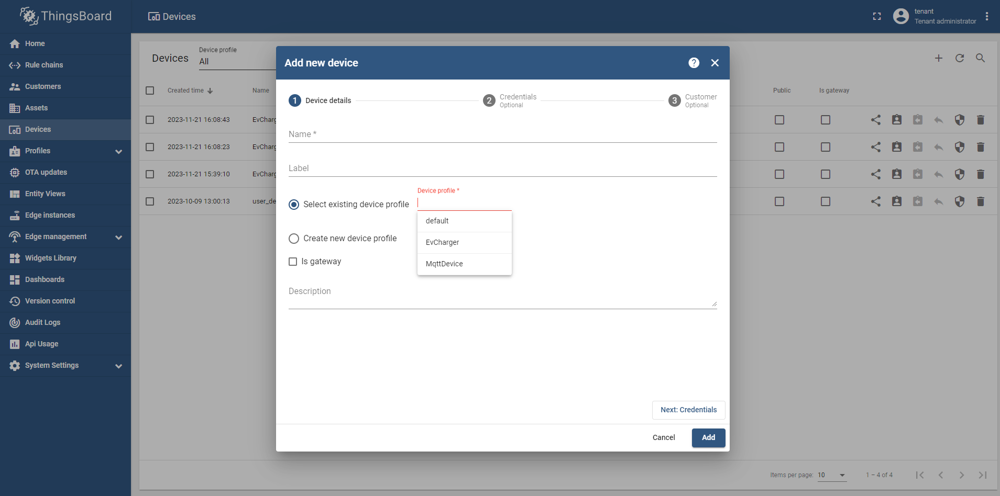 ThingsBoard
Devices
tenant
Tenant administrator
Home
Rule chains
Customers
Assets
Devices
Profiles
OTA updates
Entity Views
Edge instances
Edge management
Widgets Library
Dashboards
Version control
Audit Logs
Api Usage
System Settings
Devices
Device profile
All
Created time
Name
Public
Is gateway
2023-11-21 16:08:43
EvCharg
2023-11-21 16:08:23
EvCharg
2023-11-21 15:39:10
EvCharg
2023-10-09 13:00:13
user_de
Add new device
?
1
Device details
2
Credentials
Optional
3
Customer
Optional
Name *
Label
Select existing device profile
Device profile *
default
EvCharger
MqttDevice
Create new device profile
Is gateway
Description
Next: Credentials
Cancel
Add
Items per page: 10
1 – 4 of 4